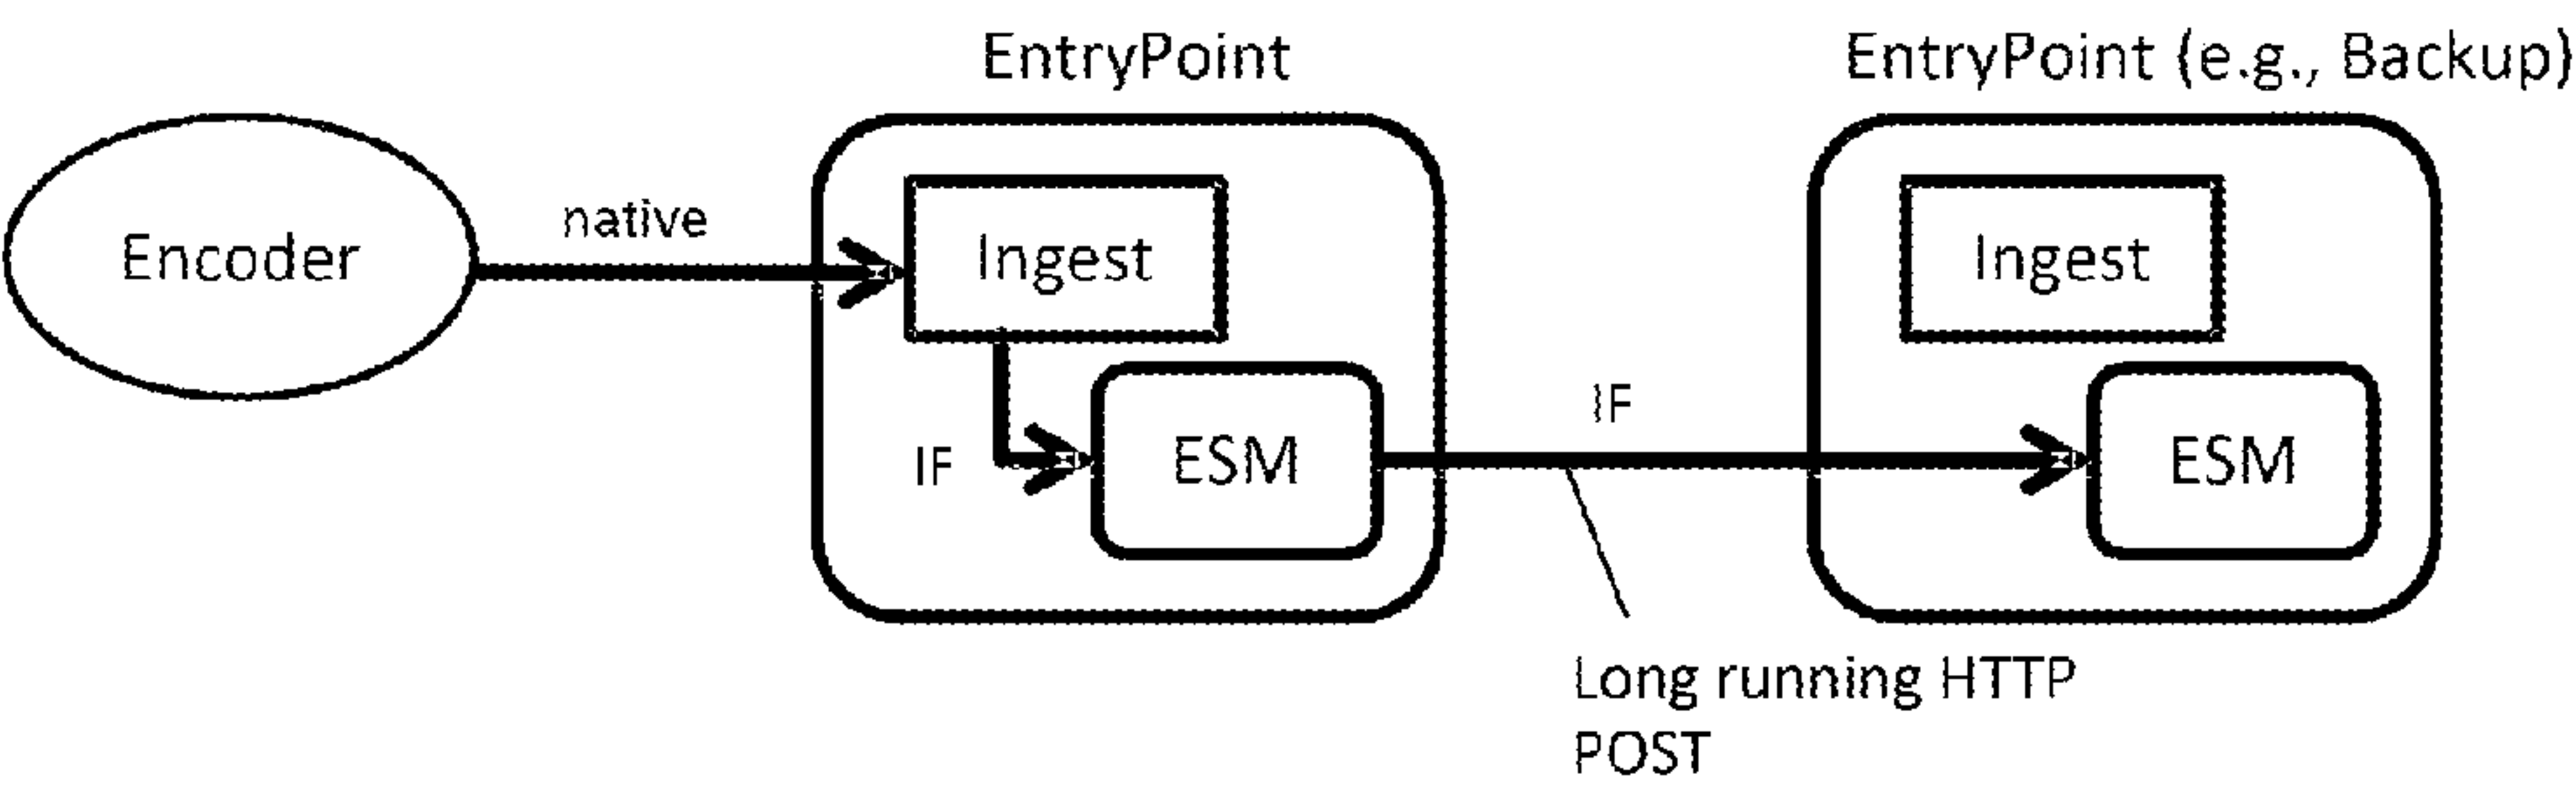 EntryPoint
EntryPoint (e.g., Backup)
Encoder
native
Ingest
Ingest
IF
ESM
IF
ESM
Long running HTTP
POST